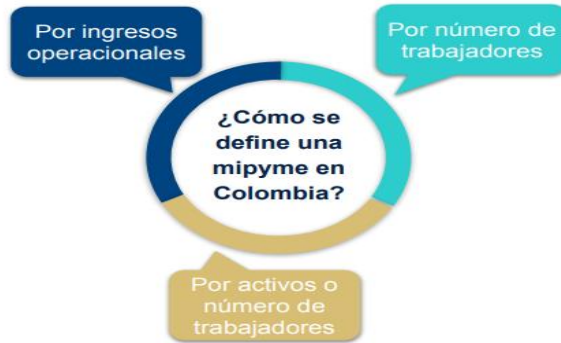 Por ingresos
operacionales
Por número de
trabajadores
¿Cómo se
define una
mipyme en
Colombia?
Por activos o
número de
trabajadores